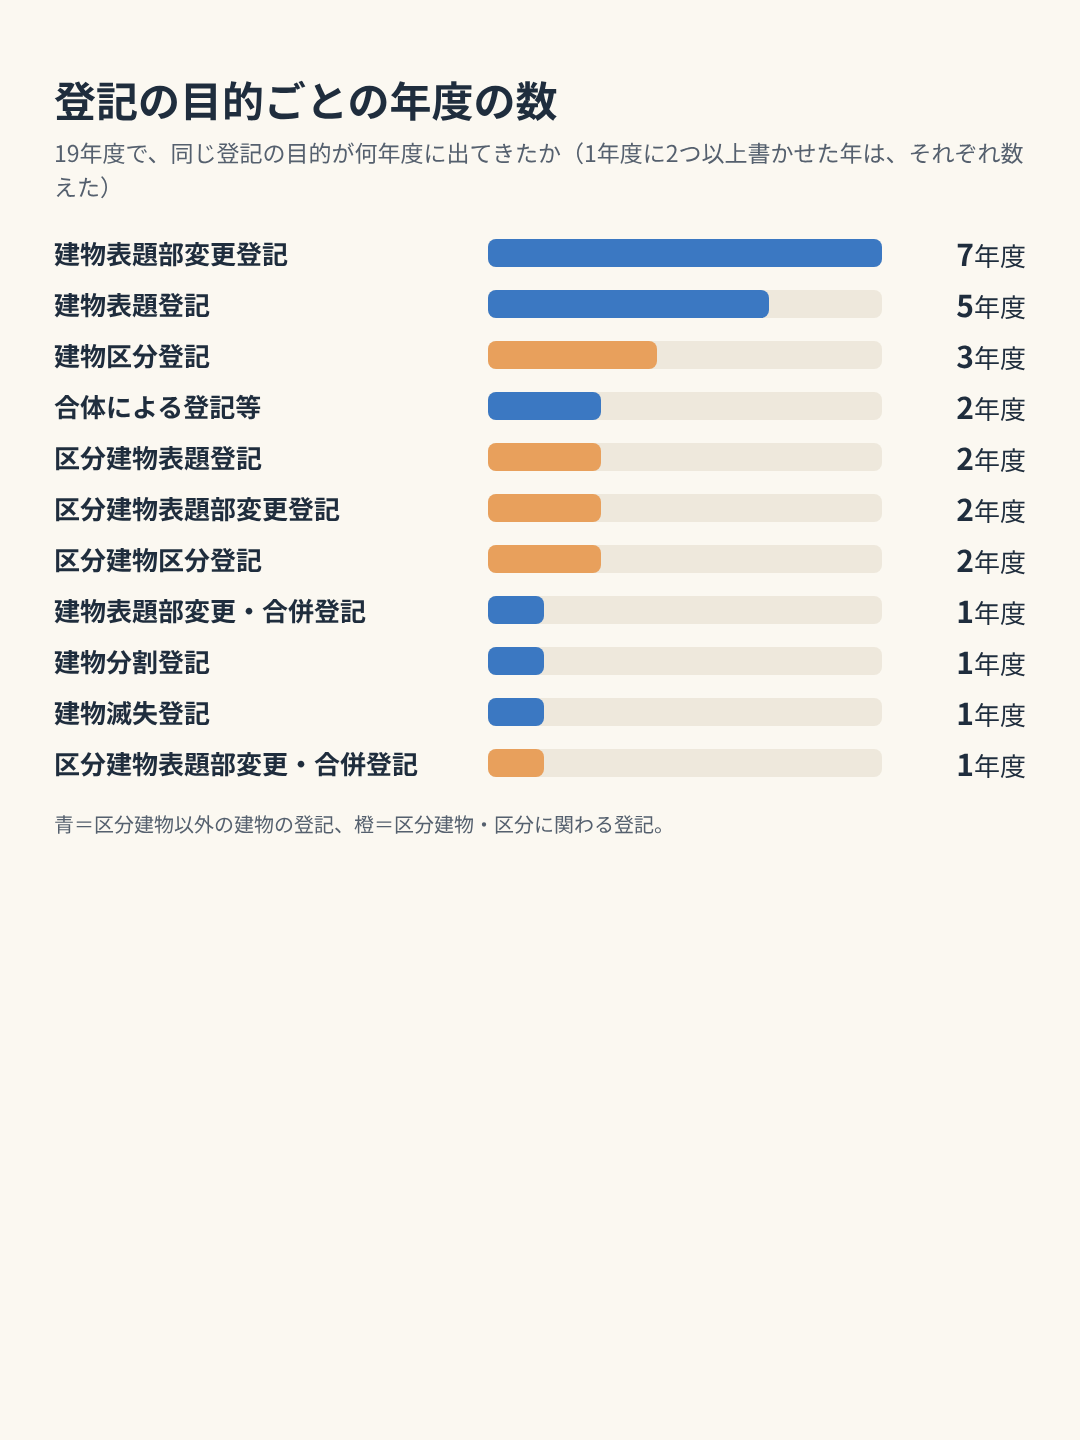 登記の目的ごとの年度の数
19年度で、同じ登記の目的が何年度に出てきたか（1年度に2つ以上書かせた年は、それぞれ数
えた）
建物表題部変更登記 7年度
建物表題登記 5年度
建物区分登記 3年度
合体による登記等 2年度
区分建物表題登記 2年度
区分建物表題部変更登記 2年度
区分建物区分登記 2年度
建物表題部変更・合併登記 1年度
建物分割登記 1年度
建物滅失登記 1年度
区分建物表題部変更・合併登記 1年度
青＝区分建物以外の建物の登記、橙＝区分建物・区分に関わる登記。